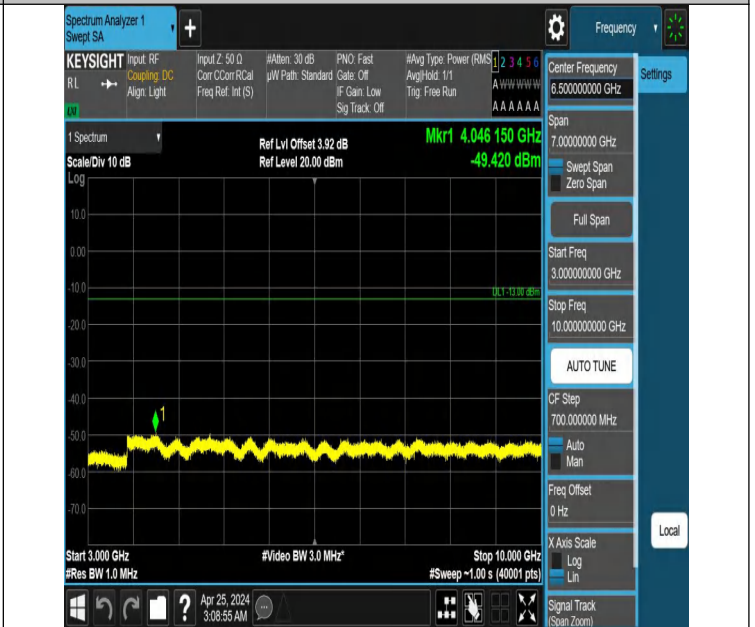 Spectrum Analyzer 1
Swept SA
+
Frequency
KEYSIGHT
RL
LXI
Input: RF
Coupling: DC
Align: Light
Input Z: 50 Ω
Corr CCorr RCal
Freq Ref: Int (S)
#Atten: 30 dB
µW Path: Standard
PNO: Fast
Gate: Off
IF Gain: Low
Sig Track: Off
#Avg Type: Power (RMS
Avg|Hold: 1/1
Trig: Free Run
1 2 3 4 5 6
A W W W W W
A A A A A A
1 Spectrum
Scale/Div 10 dB
Log
Ref Lvl Offset 3.92 dB
Ref Level 20.00 dBm
Mkr1 4.046 150 GHz
-49.420 dBm
10.0
0.00
-10.0
-20.0
-30.0
-40.0
-50.0
-60.0
-70.0
DL1 -13.00 dBm
1
Start 3.000 GHz
#Res BW 1.0 MHz
#Video BW 3.0 MHz*
Stop 10.000 GHz
#Sweep ~1.00 s (40001 pts)
?
Apr 25, 2024
3:08:55 AM
Center Frequency
6.500000000 GHz
Settings
Span
7.00000000 GHz
Swept Span
Zero Span
Full Span
Start Freq
3.000000000 GHz
Stop Freq
10.000000000 GHz
AUTO TUNE
CF Step
700.000000 MHz
Auto
Man
Freq Offset
0 Hz
X Axis Scale
Log
Lin
Local
Signal Track
(Span Zoom)